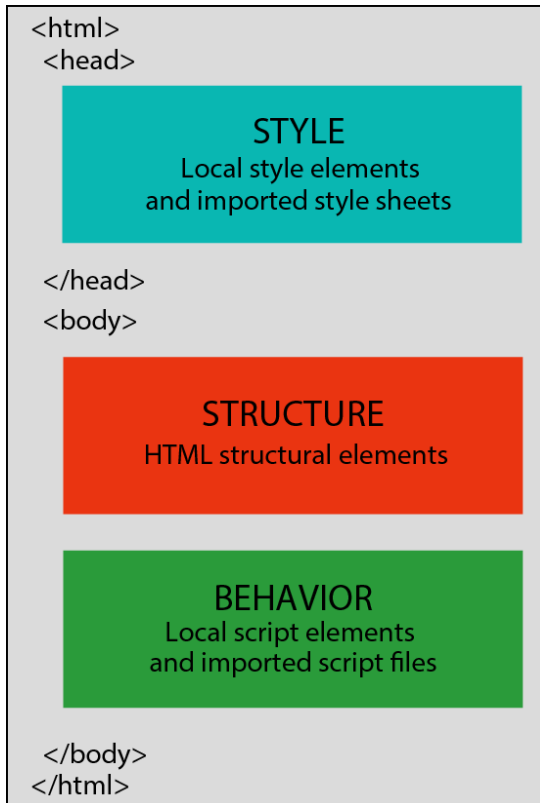 <html>
<head>
STYLE
Local style elements
and imported style sheets
</head>
<body>
STRUCTURE
HTML structural elements
BEHAVIOR
Local script elements
and imported script files
</body>
</html>